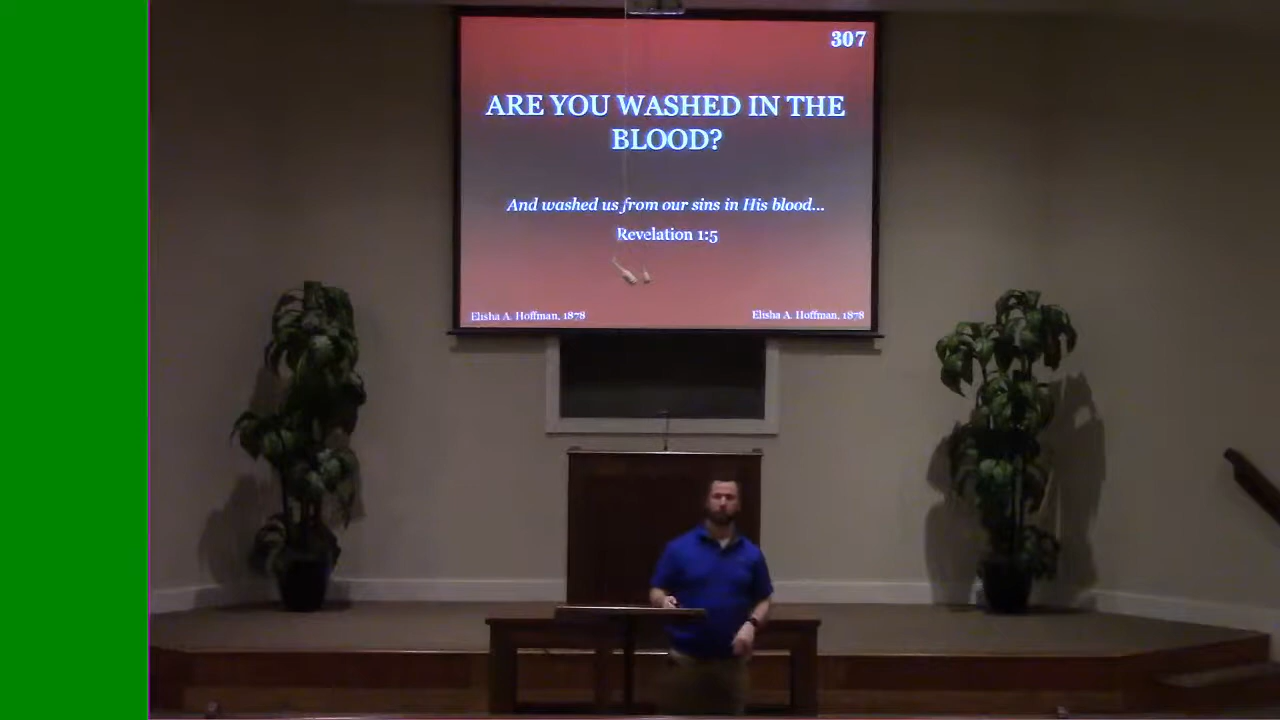 307
ARE YOU WASHED IN THE
BLOOD?
And washed us from our sins in His blood...
Revelation 1:5
Elisha A. Hoffman, 1878
Elisha A. Hoffman, 1878